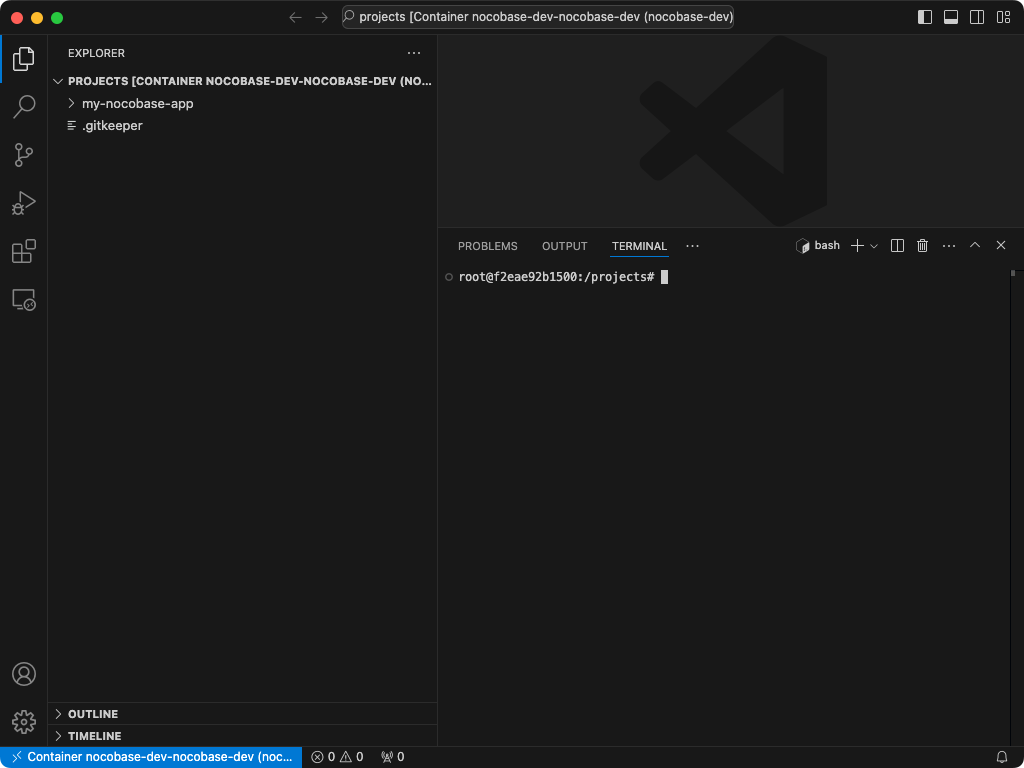 projects [Container nocobase-dev-nocobase-dev (nocobase-dev)
EXPLORER
PROJECTS [CONTAINER NOCOBASE-DEV-NOCOBASE-DEV (NO...
my-nocobase-app
.gitkeeper
OUTLINE
TIMELINE
PROBLEMS OUTPUT TERMINAL
bash
root@f2eae92b1500:/projects#
Container nocobase-dev-nocobase-dev (noc... 0 0 0